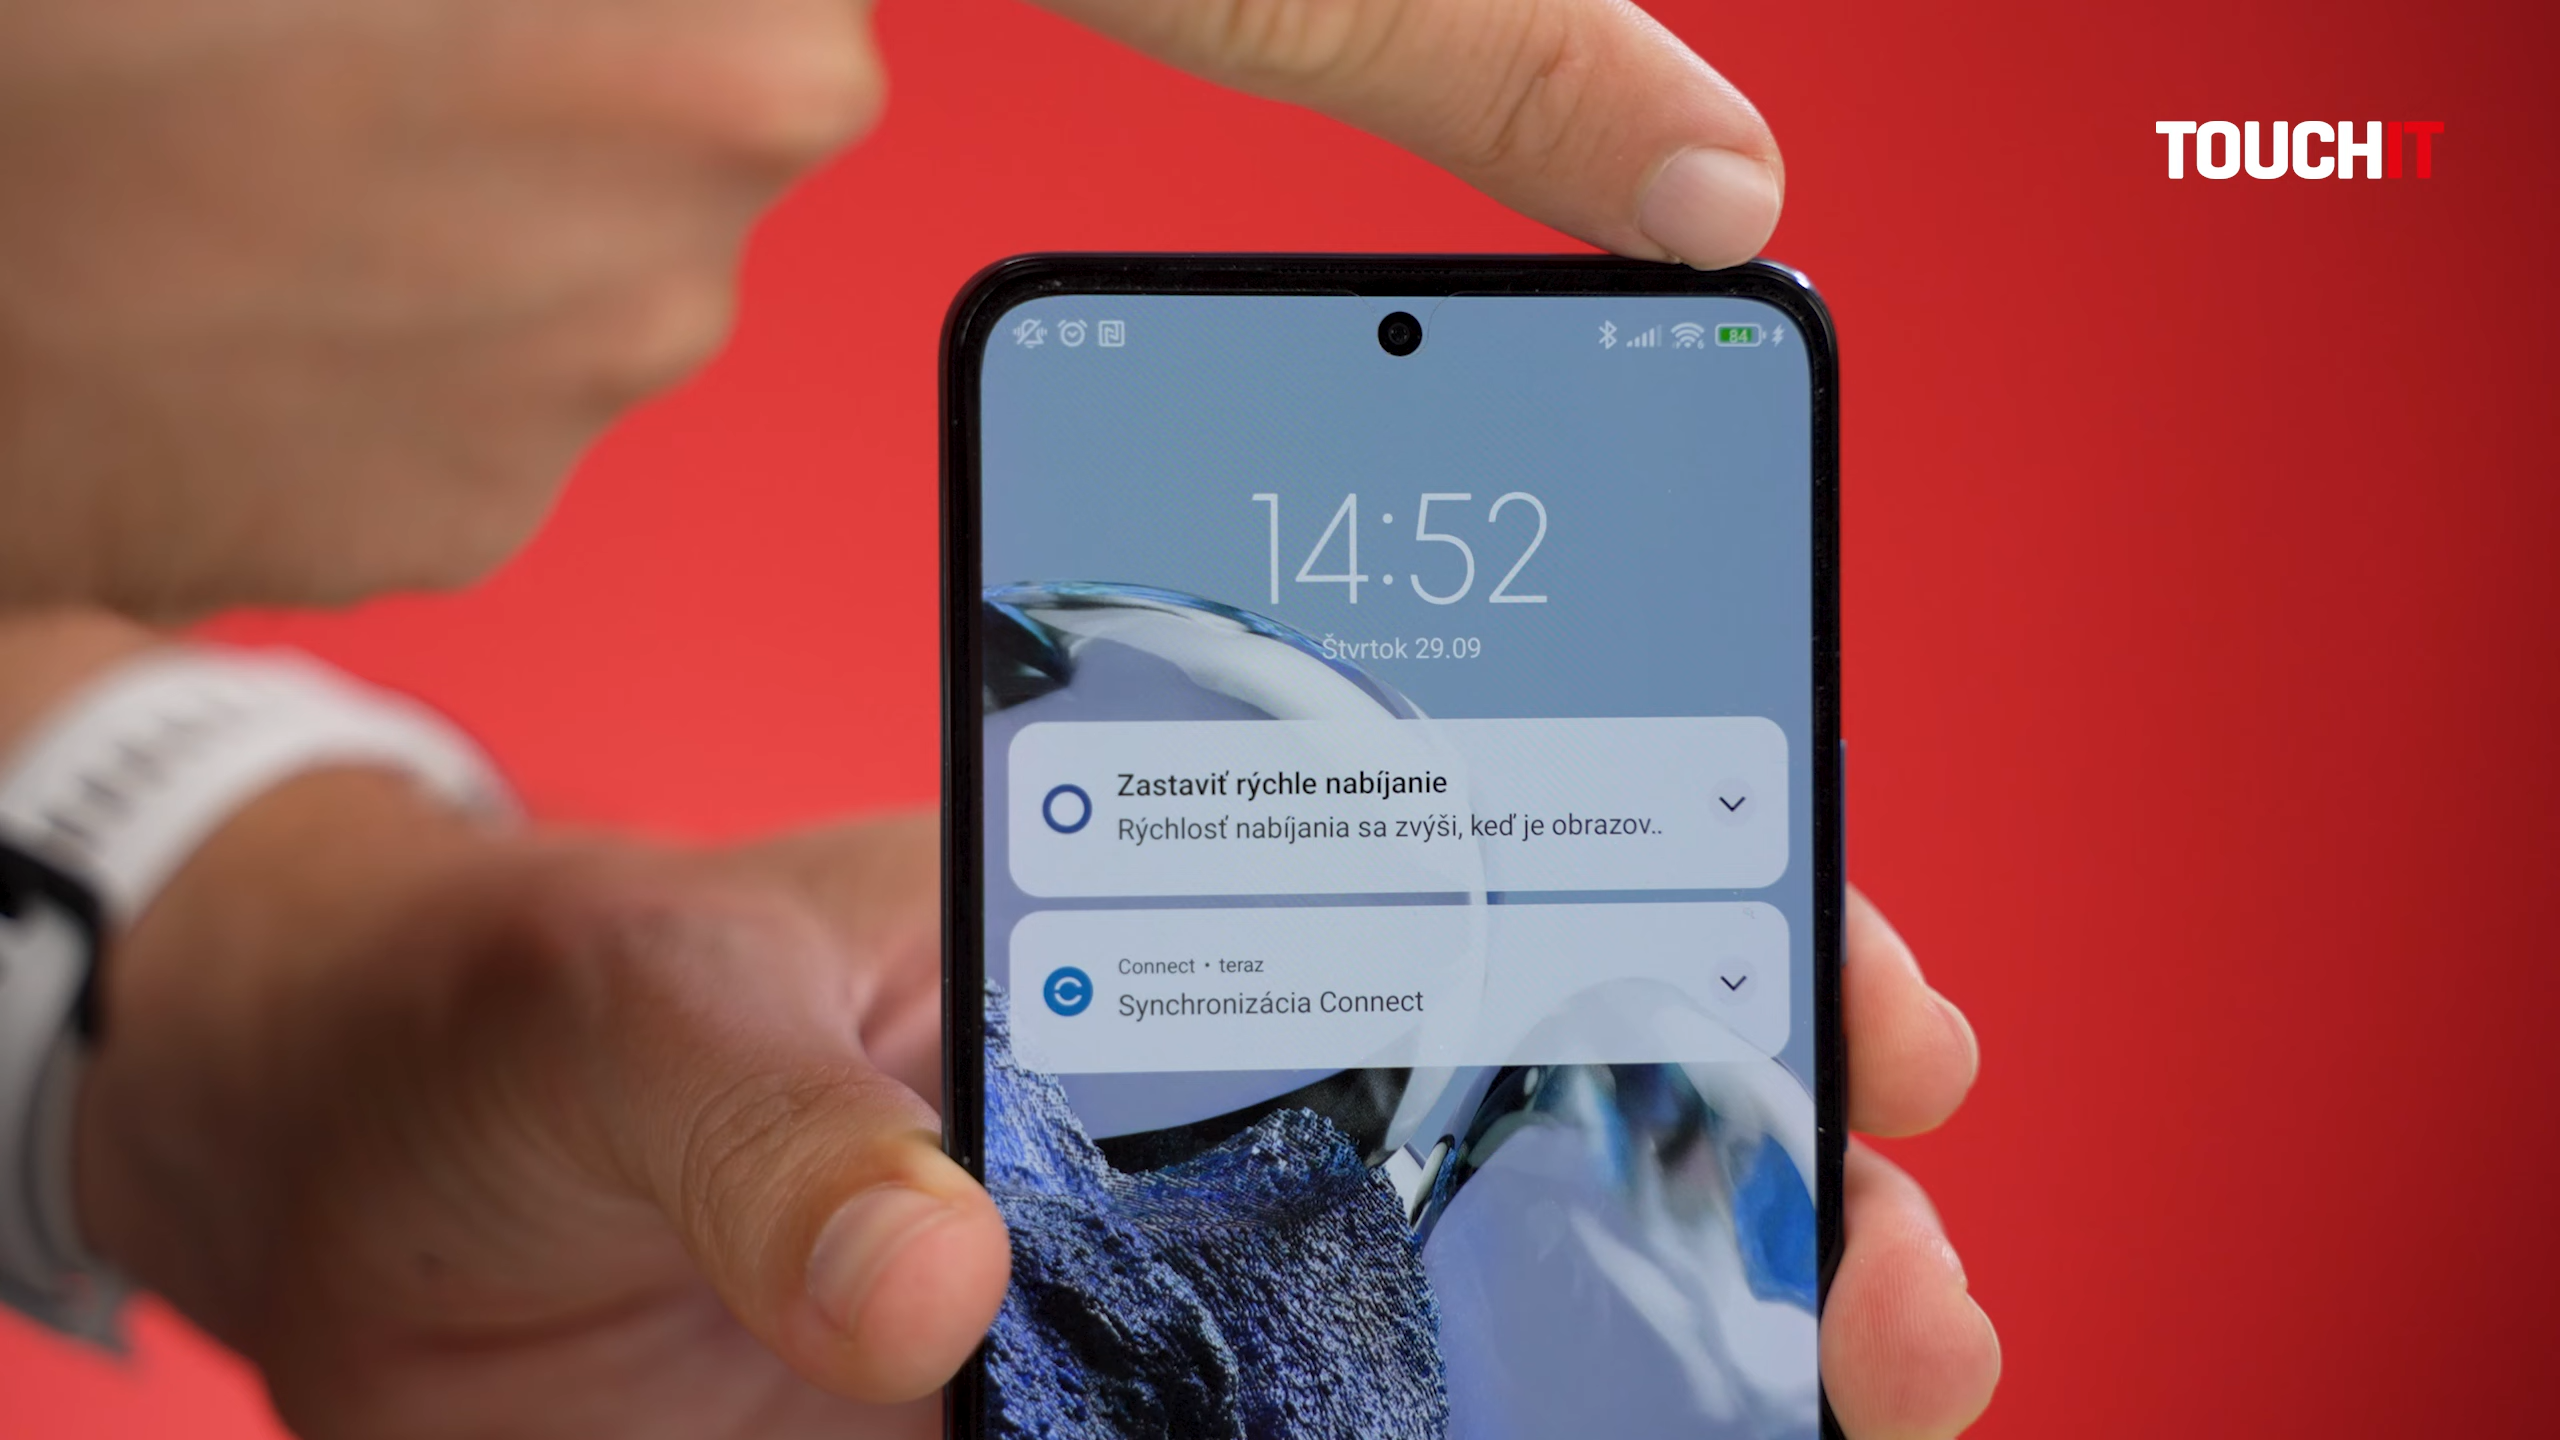 TOUCHIT
84
14:52
Štvrtok 29.09
Zastaviť rýchle nabíjanie
Rýchlosť nabíjania sa zvýši, keď je obrazov..
Connect • teraz
Synchronizácia Connect